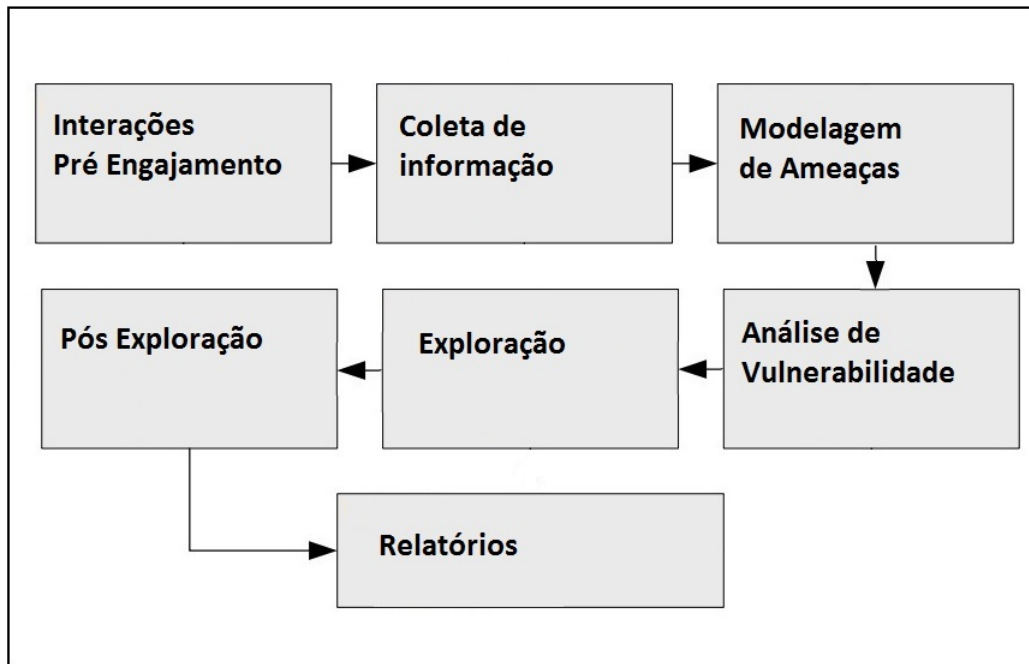 Interações
Pré Engajamento
Coleta de
informação
Modelagem
de Ameaças
Análise de
Vulnerabilidade
Exploração
Pós Exploração
Relatórios